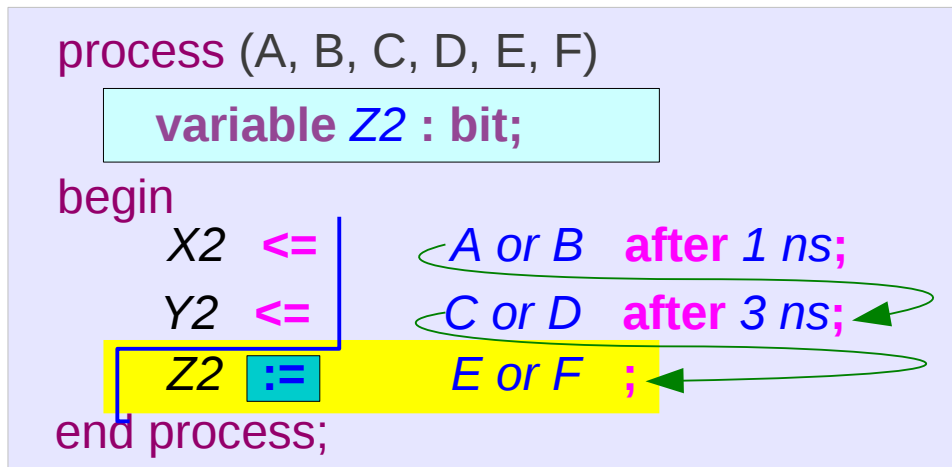 process (A, B, C, D, E, F)
variable Z2 : bit;
begin
X2 <= A or B after 1 ns;
Y2 <= C or D after 3 ns;
Z2 := E or F ;
end process;